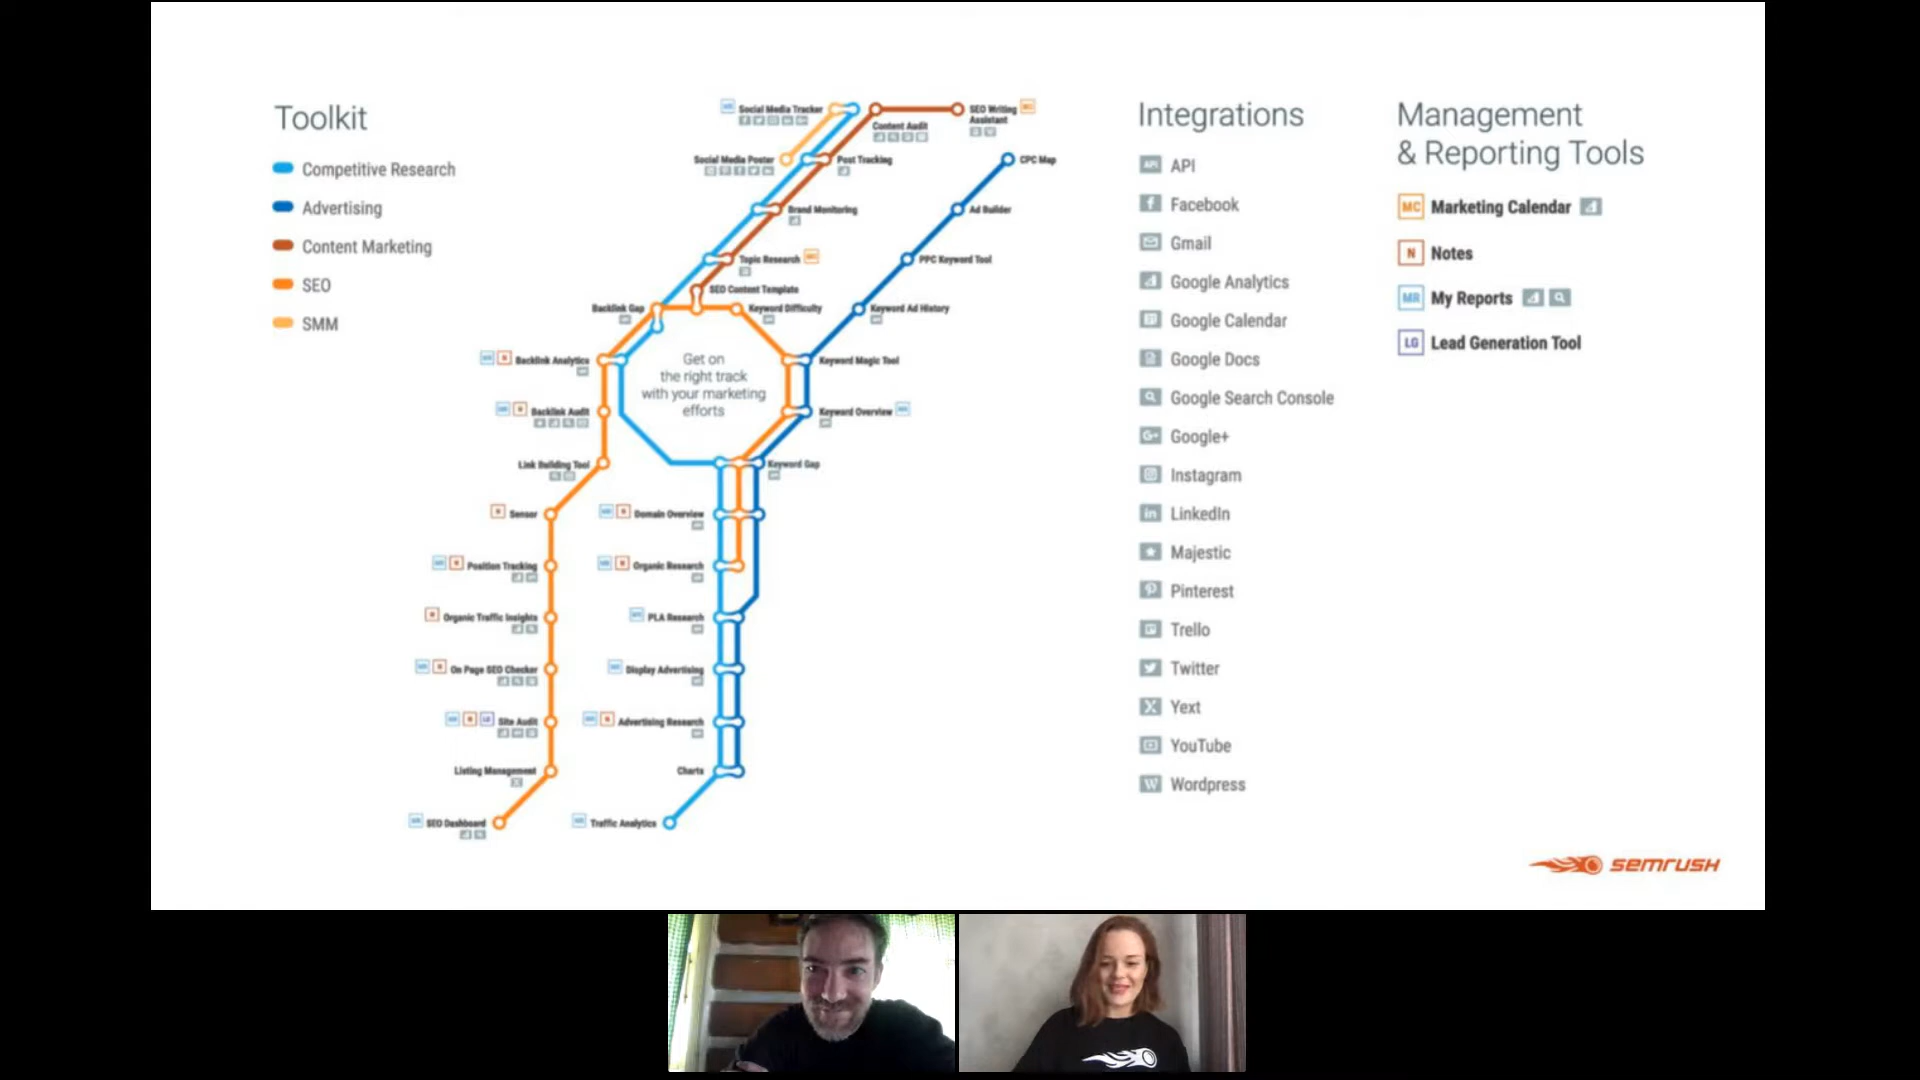 Toolkit
Competitive Research
Advertising
Content Marketing
SEO
SMM
Social Media Tracker
Content Audit
SEO Writing
Assistant
Social Media Poster
Post Tracking
CPC Map
Brand Monitoring
Ad Builder
Topic Research
PPC Keyword Tool
SEO Content Template
Backlink Gap
Keyword Difficulty
Keyword Ad History
Backlink Analytics
Get on
the right track
with your marketing
efforts
Keyword Magic Tool
Backlink Audit
Keyword Overview
Link Building Tool
Keyword Gap
Sensor
Domain Overview
Position Tracking
Organic Research
Organic Traffic Insights
PLA Research
On Page SEO Checker
Display Advertising
Site Audit
Advertising Research
Listing Management
Charts
SEO Dashboard
Traffic Analytics
Integrations
API API
Facebook
Gmail
Google Analytics
Google Calendar
Google Docs
Google Search Console
G+ Google+
Instagram
in LinkedIn
Majestic
Pinterest
Trello
Twitter
Yext
YouTube
W Wordpress
Management
& Reporting Tools
MC Marketing Calendar
N Notes
MR My Reports
LG Lead Generation Tool
semrush